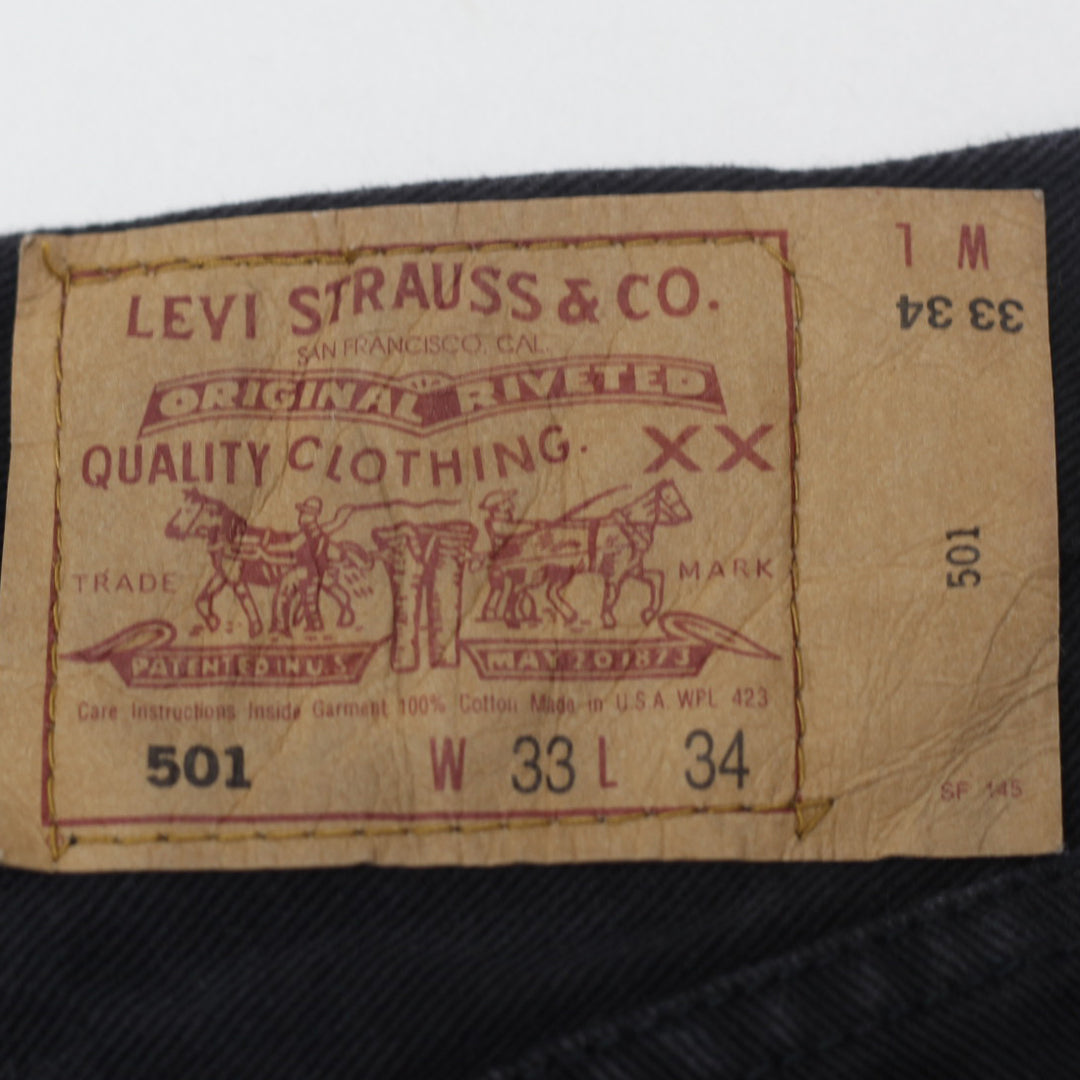 LEVI STRAUSS & CO.
SAN FRANCISCO, CAL.
ORIGINAL RIVETED
QUALITY CLOTHING. XX
TRADE MARK
PATENTED IN U.S. MAY 20 1873
Care Instructions Inside Garment 100% Cotton Made in U.S.A. WPL 423
501 W 33 L 34
W L
33 34
501
SF 145